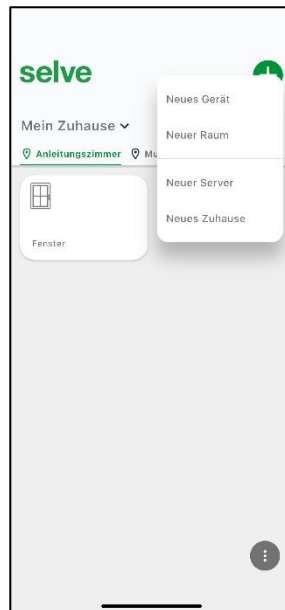 selve
Neues Gerät
Mein Zuhause
Neuer Raum
Anleitungszimmer
Neuer Server
Neues Zuhause
Fenster